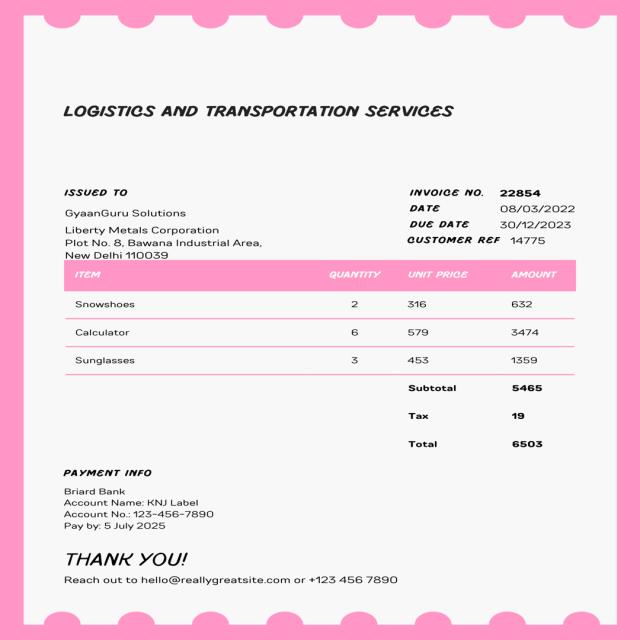 LOGISTICS AND TRANSPORTATION SERVICES
ISSUED TO
GyaanGuru Solutions
Liberty Metals Corporation
Plot No. 8, Bawana Industrial Area,
New Delhi 110039
INVOICE NO. 22854
DATE 08/03/2022
DUE DATE 30/12/2023
CUSTOMER REF 14775
ITEM QUANTITY UNIT PRICE AMOUNT
Snowshoes 2 316 632
Calculator 6 579 3474
Sunglasses 3 453 1359
Subtotal 5465
Tax 19
Total 6503
PAYMENT INFO
Briard Bank
Account Name: KNJ Label
Account No.: 123-456-7890
Pay by: 5 July 2025
THANK YOU!
Reach out to hello@reallygreatsite.com or +123 456 7890